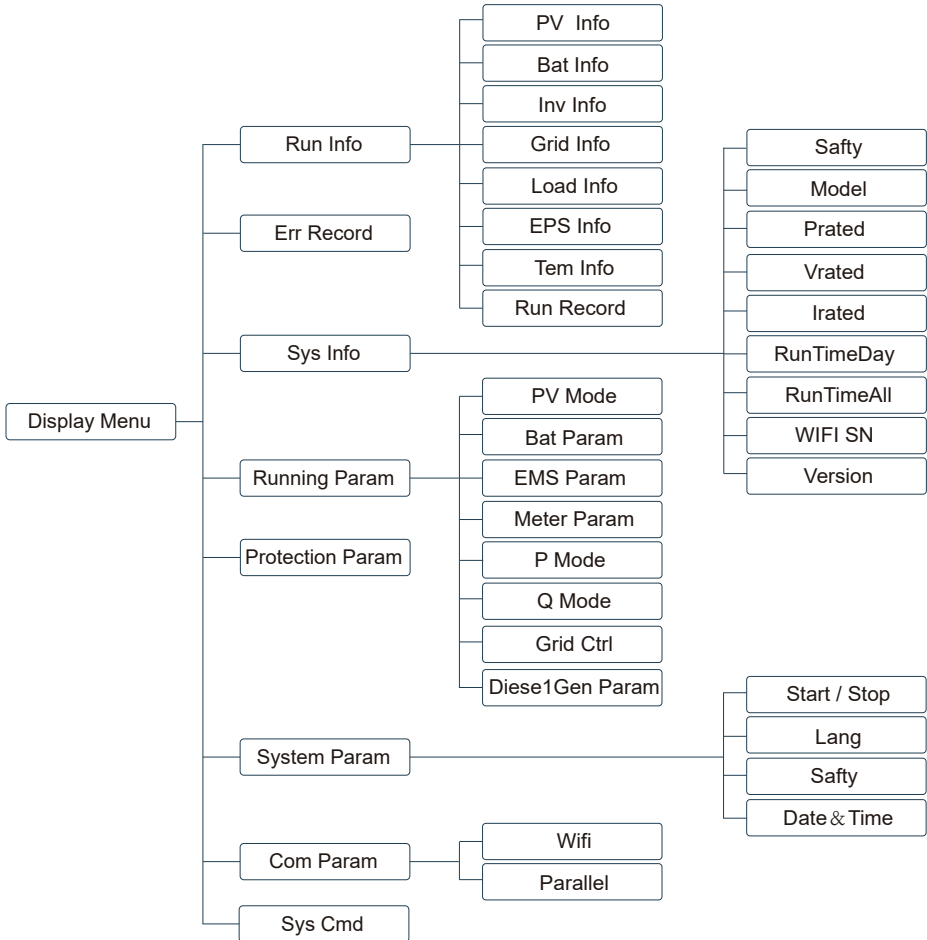 Display Menu
Run Info
PV Info
Bat Info
Inv Info
Grid Info
Load Info
EPS Info
Tem Info
Run Record
Err Record
Sys Info
Safty
Model
Prated
Vrated
Irated
RunTimeDay
RunTimeAll
WIFI SN
Version
Running Param
PV Mode
Bat Param
EMS Param
Meter Param
P Mode
Q Mode
Grid Ctrl
Diese1Gen Param
Protection Param
System Param
Start / Stop
Lang
Safty
Date&Time
Com Param
Wifi
Parallel
Sys Cmd